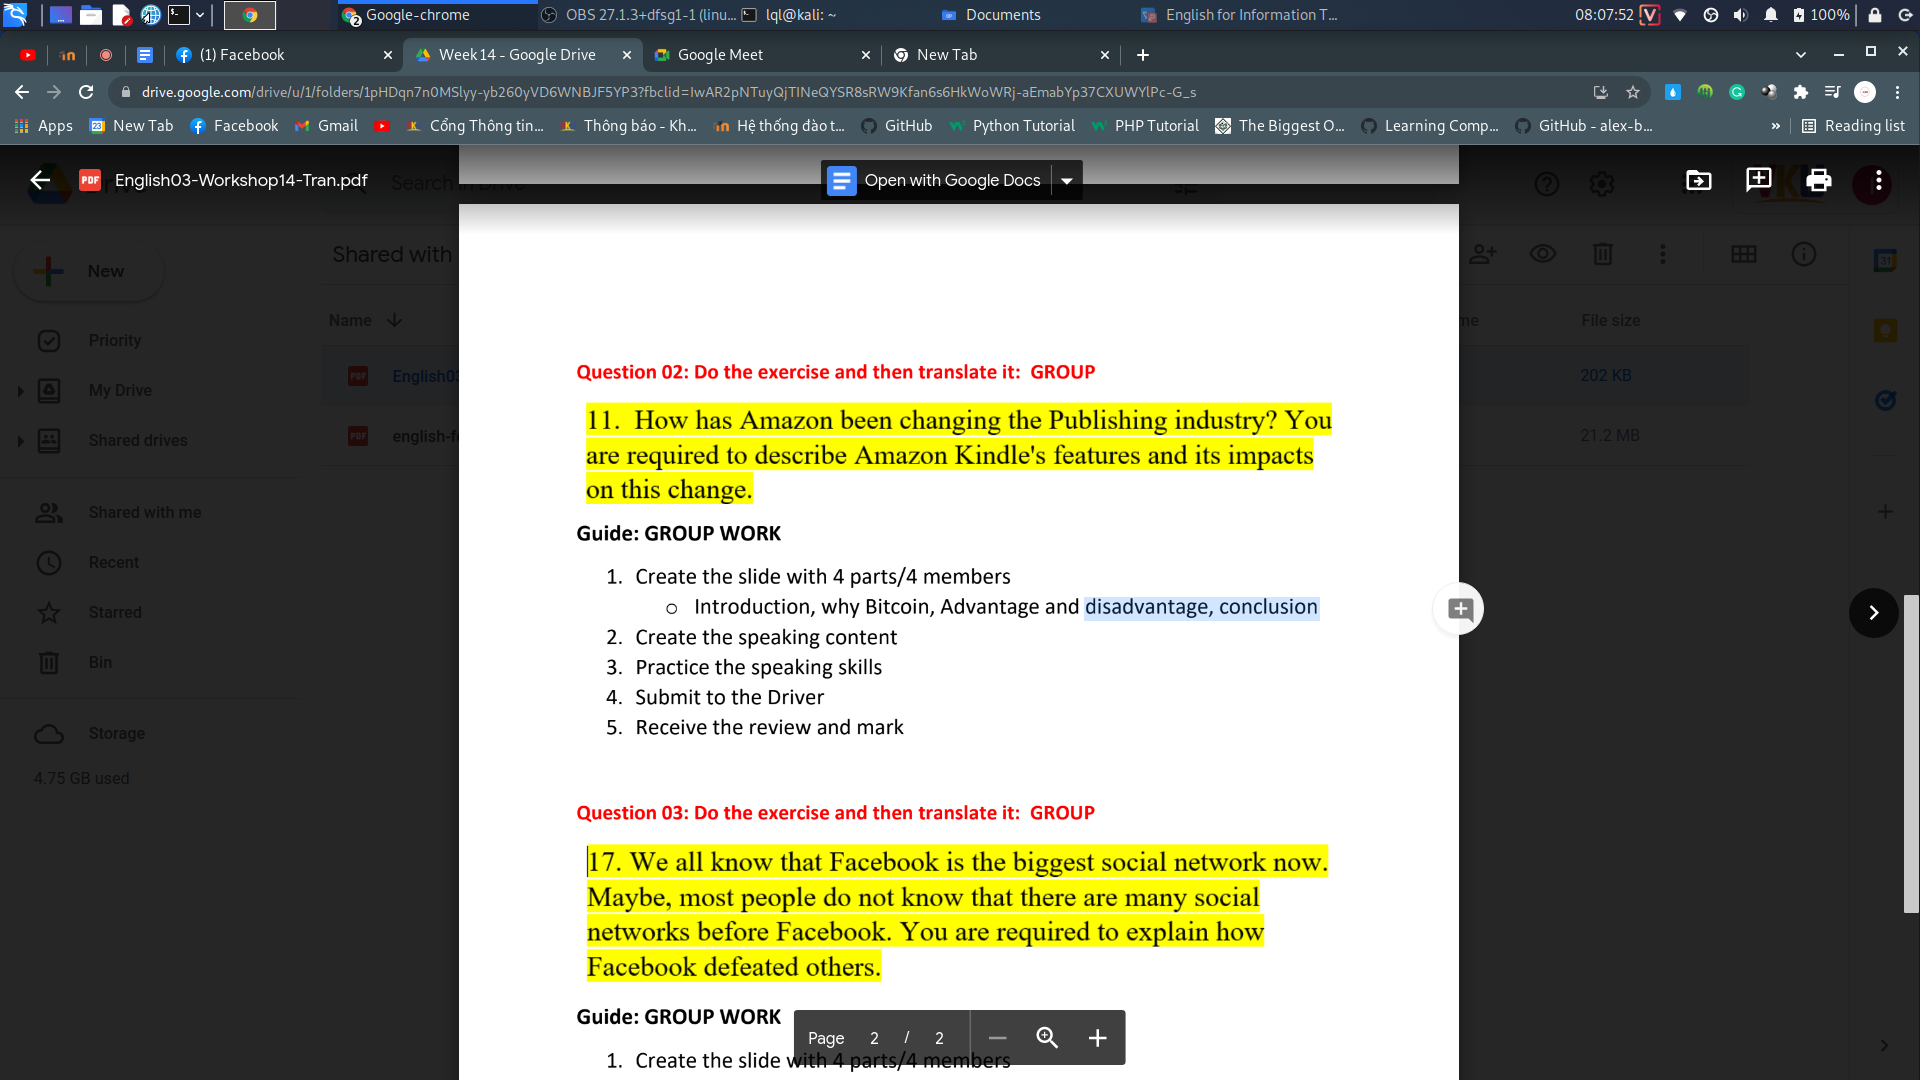 Google-chrome
OBS 27.1.3+dfsg1-1 (linu...
lql@kali: ~
Documents
English for Information T...
08:07:52
100%
(1) Facebook
Week14 - Google Drive
Google Meet
New Tab
drive.google.com/drive/u/1/folders/1pHDqn7n0MSlyy-yb260yVD6WNBJF5YP3?fbclid=IwAR2pNTuyQjTINeQYSR8sRW9Kfan6s6HkWoWRj-aEmabYp37CXUWYlPc-G_s
Apps
New Tab
Facebook
Gmail
Cổng Thông tin...
Thông báo - Kh...
Hệ thống đào t...
GitHub
Python Tutorial
PHP Tutorial
The Biggest O...
Learning Comp...
GitHub - alex-b...
Reading list
PDF English03-Workshop14-Tran.pdf
Search in Drive
Open with Google Docs
New
Shared with
Name
me
File size
Priority
My Drive
Shared drives
Shared with me
Recent
Starred
Bin
Storage
4.75 GB used
PDF English03
202 KB
PDF english-f
21.2 MB
Question 02: Do the exercise and then translate it: GROUP
11. How has Amazon been changing the Publishing industry? You
are required to describe Amazon Kindle's features and its impacts
on this change.
Guide: GROUP WORK
1. Create the slide with 4 parts/4 members
o Introduction, why Bitcoin, Advantage and disadvantage, conclusion
2. Create the speaking content
3. Practice the speaking skills
4. Submit to the Driver
5. Receive the review and mark
Question 03: Do the exercise and then translate it: GROUP
17. We all know that Facebook is the biggest social network now.
Maybe, most people do not know that there are many social
networks before Facebook. You are required to explain how
Facebook defeated others.
Guide: GROUP WORK
1. Create the slide with 4 parts/4 members
Page 2 / 2